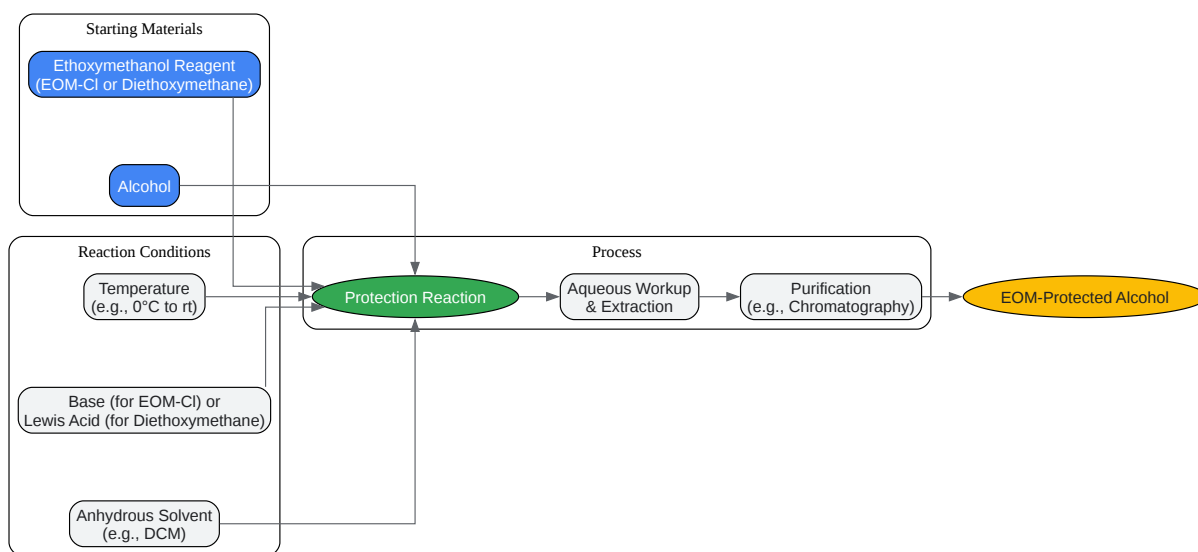 Starting Materials
Ethoxymethanol Reagent
(EOM-Cl or Diethoxymethane)
Alcohol
Reaction Conditions
Temperature
(e.g., 0°C to rt)
Base (for EOM-Cl) or
Lewis Acid (for Diethoxymethane)
Anhydrous Solvent
(e.g., DCM)
Process
Protection Reaction
Aqueous Workup
& Extraction
Purification
(e.g., Chromatography)
EOM-Protected Alcohol